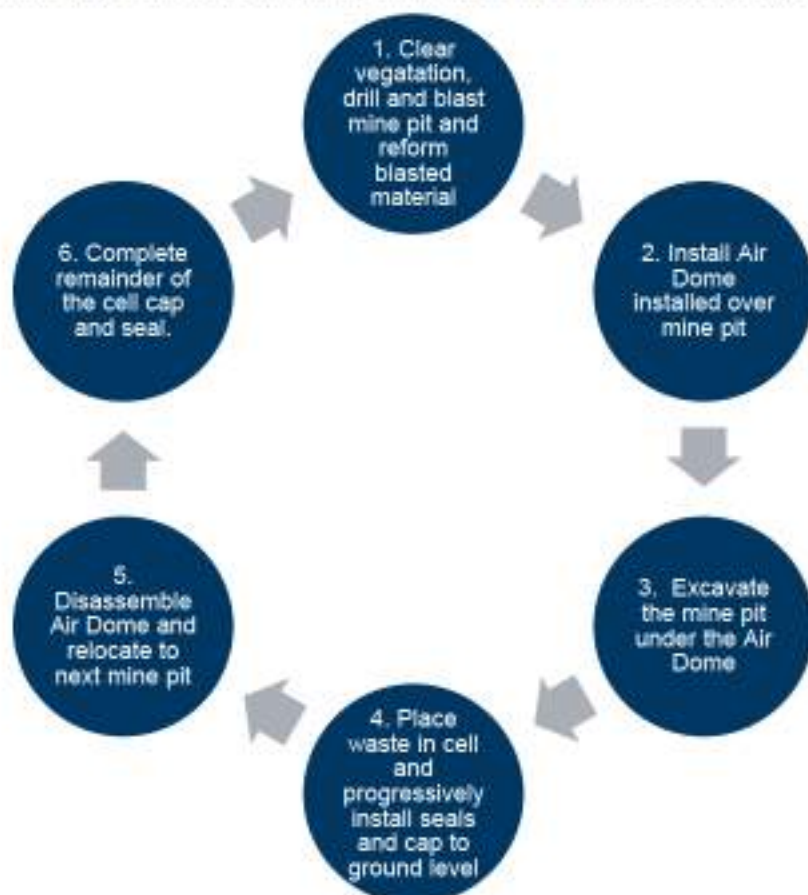 1. Clear
vegatation,
drill and blast
mine pit and
reform
blasted
material
2. Install Air
Dome
installed over
mine pit
3. Excavate
the mine pit
under the Air
Dome
4. Place
waste in cell
and
progressively
install seals
and cap to
ground level
5.
Disassemble
Air Dome and
relocate to
next mine pit
6. Complete
remainder of
the cell cap
and seal.